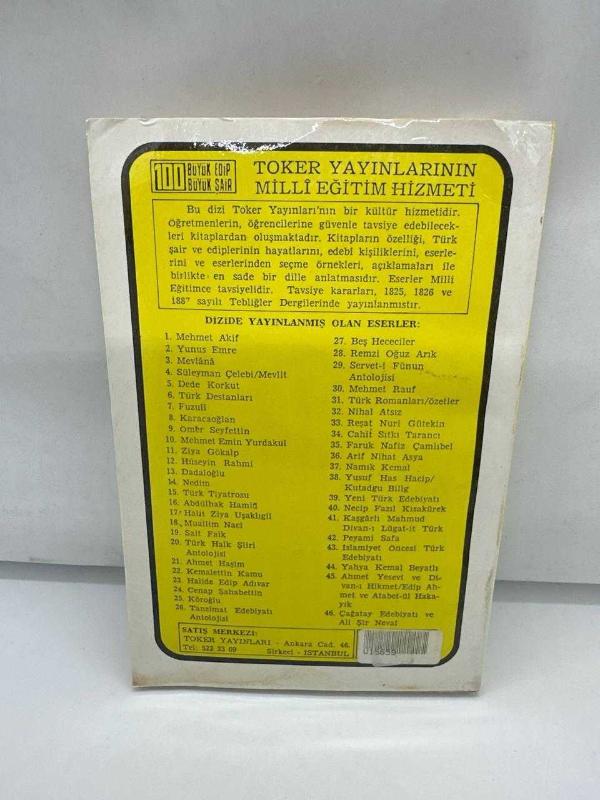 100 BÜYÜK EDİP
BÜYÜK ŞAİR
TOKER YAYINLARININ
MİLLÎ EĞİTİM HİZMETİ
Bu dizi Toker Yayınları'nın bir kültür hizmetidir.
Öğretmenlerin, öğrencilerine güvenle tavsiye edebilecek-
leri kitaplardan oluşmaktadır. Kitapların özelliği, Türk
şair ve ediplerinin hayatlarını, edebî kişiliklerini, eserle-
rini ve eserlerinden seçme örnekleri, açıklamaları ile
birlikte en sade bir dille anlatmasıdır. Eserler Milli
Eğitimce tavsiyelidir. Tavsiye kararları, 1825, 1826 ve
1887 sayılı Tebliğler Dergilerinde yayınlanmıştır.
DİZİDE YAYINLANMIŞ OLAN ESERLER:
1. Mehmet Akif
2. Yunus Emre
3. Mevlânâ
4. Süleyman Çelebi/Mevlit
5. Dede Korkut
6. Türk Destanları
7. Fuzulî
8. Karacaoğlan
9. Ömer Seyfettin
10. Mehmet Emin Yurdakul
11. Ziya Gökalp
12. Hüseyin Rahmi
13. Dadaloğlu
14. Nedim
15. Türk Tiyatrosu
16. Abdülhak Hamid
17. Halit Ziya Uşaklıgil
18. Muallim Naci
19. Sait Faik
20. Türk Halk Şiiri
Antolojisi
21. Ahmet Haşim
22. Kemalettin Kamu
23. Halide Edip Adıvar
24. Cenap Şahabettin
25. Köroğlu
26. Tanzimat Edebiyatı
Antolojisi
27. Beş Hececiler
28. Remzi Oğuz Arık
29. Servet-i Fünun
Antolojisi
30. Mehmet Rauf
31. Türk Romanları/özetler
32. Nihal Atsız
33. Reşat Nuri Gütekin
34. Cahit Sıtkı Tarancı
35. Faruk Nafiz Çamlıbel
36. Arif Nihat Asya
37. Namık Kemal
38. Yusuf Has Hacip/
Kutadgu Bilig
39. Yeni Türk Edebiyatı
40. Necip Fazıl Kısakürek
41. Kaşgârlı Mahmud
Divan-ı Lûgat-it Türk
42. Peyami Safa
43. İslamiyet Öncesi Türk
Edebiyatı
44. Yahya Kemal Beyatlı
45. Ahmet Yesevi ve Di-
van-ı Hikmet/Edip Ah-
met ve Atabet-ül Haka-
yık
46. Çağatay Edebiyatı ve
Ali Şir Nevaî
SATIŞ MERKEZİ:
TOKER YAYINLARI - Ankara Cad. 46.
Tel: 522 33 09 Sirkeci - İSTANBUL